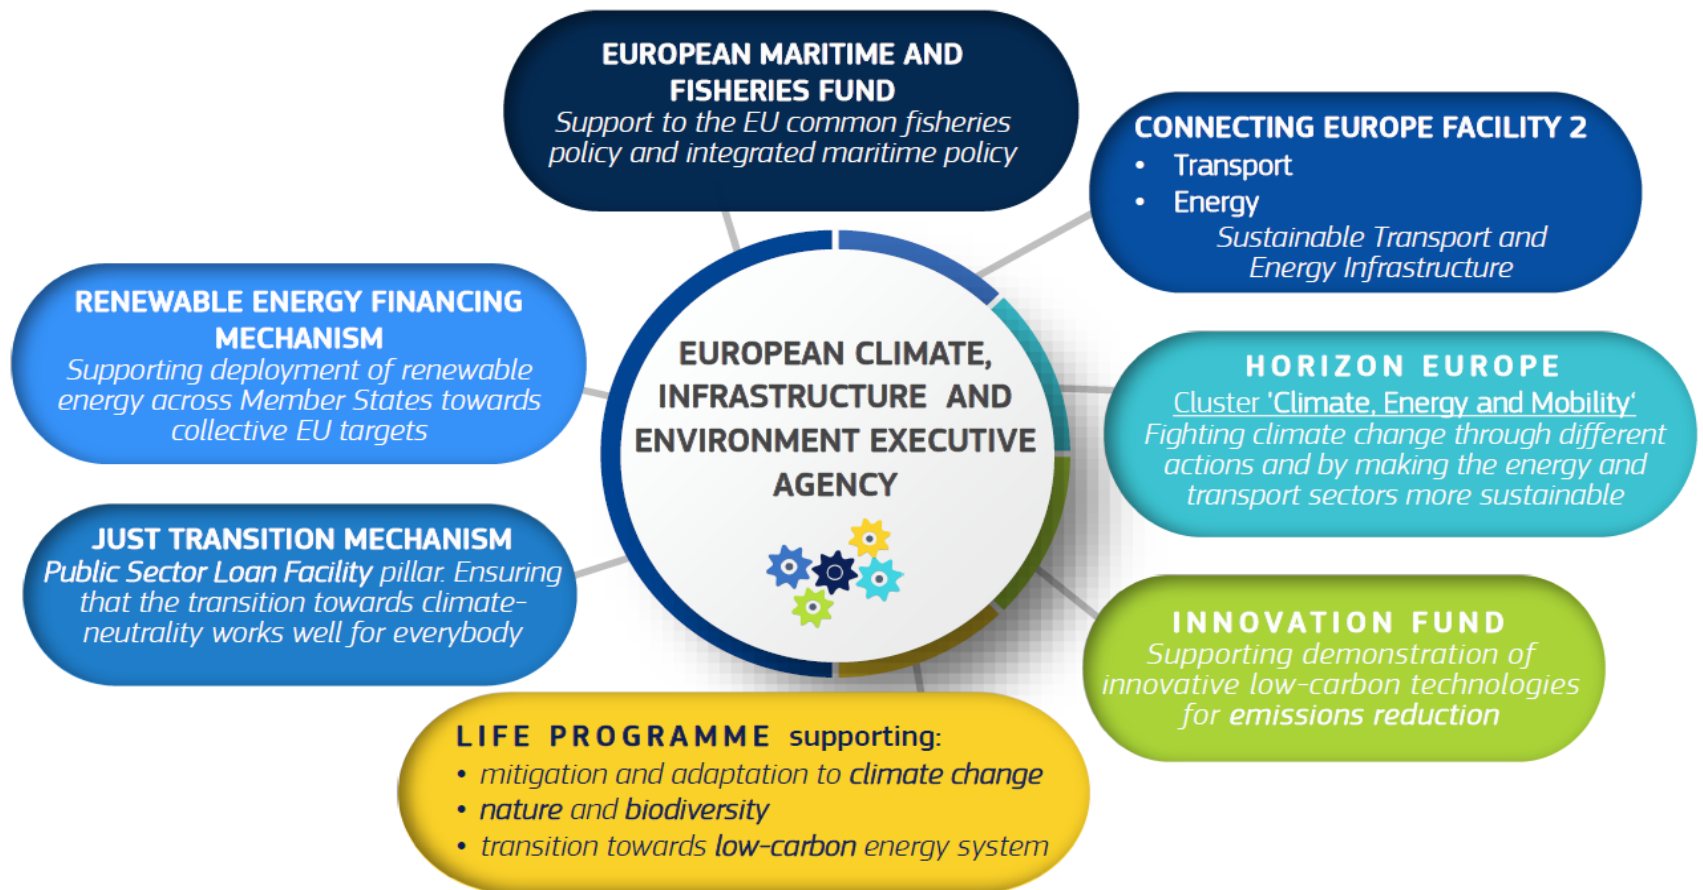 EUROPEAN MARITIME AND
FISHERIES FUND
Support to the EU common fisheries
policy and integrated maritime policy
CONNECTING EUROPE FACILITY 2
• Transport
• Energy
Sustainable Transport and
Energy Infrastructure
RENEWABLE ENERGY FINANCING
MECHANISM
Supporting deployment of renewable
energy across Member States towards
collective EU targets
EUROPEAN CLIMATE,
INFRASTRUCTURE AND
ENVIRONMENT EXECUTIVE
AGENCY
HORIZON EUROPE
Cluster 'Climate, Energy and Mobility'
Fighting climate change through different
actions and by making the energy and
transport sectors more sustainable
JUST TRANSITION MECHANISM
Public Sector Loan Facility pillar. Ensuring
that the transition towards climate-
neutrality works well for everybody
INNOVATION FUND
Supporting demonstration of
innovative low-carbon technologies
for emissions reduction
LIFE PROGRAMME supporting:
• mitigation and adaptation to climate change
• nature and biodiversity
• transition towards low-carbon energy system